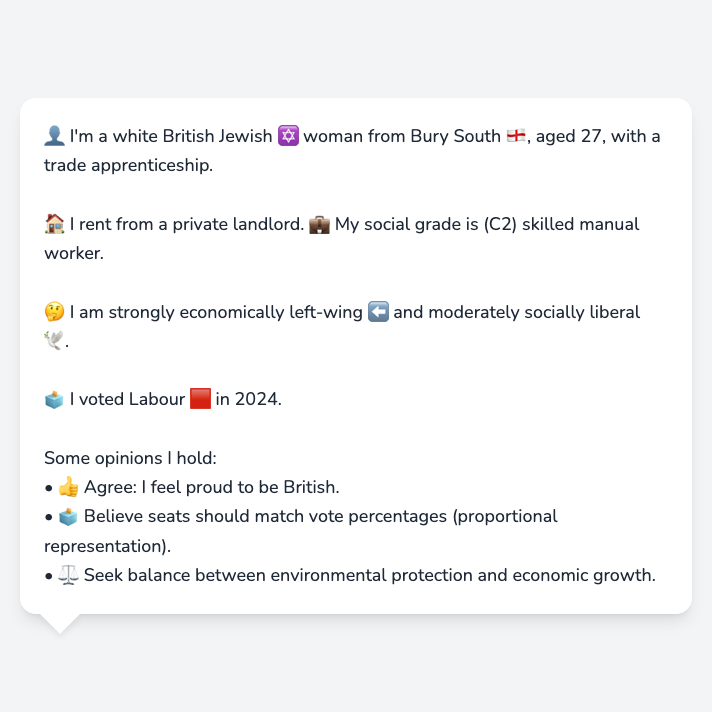 👤 I'm a white British Jewish ✡️ woman from Bury South 🏴󠁧󠁢󠁥󠁮󠁧󠁿, aged 27, with a
trade apprenticeship.
🏠 I rent from a private landlord. 💼 My social grade is (C2) skilled manual
worker.
🤔 I am strongly economically left-wing ⬅️ and moderately socially liberal
🕊️.
🗳️ I voted Labour 🟥 in 2024.
Some opinions I hold:
• 👍 Agree: I feel proud to be British.
• 🗳️ Believe seats should match vote percentages (proportional
representation).
• ⚖️ Seek balance between environmental protection and economic growth.